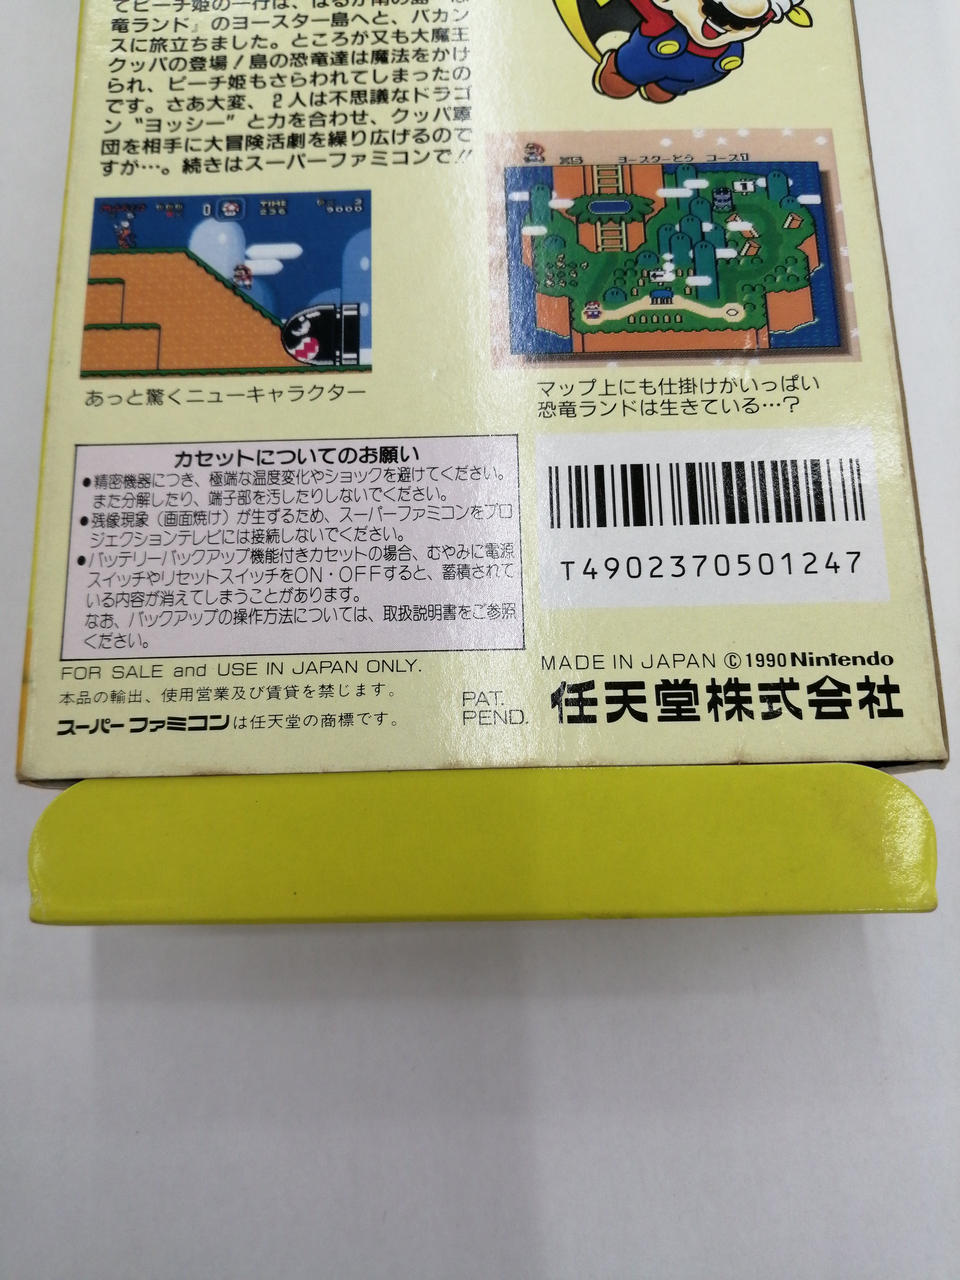 てピーチ姫の一行は、はるか南の島"恐
竜ランド』のヨースター島へと、バカン
スに旅立ちました。ところが又も大魔王
クッパの登場!島の恐竜達は魔法をかけ
られ、ピーチ姫もさらわれてしまったの
です。さあ大変、2人は不思議なドラゴ
ン"ヨッシー"と力を合わせ、クッパ軍
団を相手に大冒険活劇を繰り広げるので
すが…。続きはスーパーファミコンで!!
TIME
236
3
9000
あっと驚くニューキャラクター
×5 ヨースターとう コース1
1
マップ上にも仕掛けがいっぱい
恐竜ランドは生きている…?
カセットについてのお願い
●精密機器につき、極端な温度変化やショックを避けてください。
また分解したり、端子部を汚したりしないでください。
●残像現象(画面焼け)が生ずるため、スーパーファミコンをプロ
ジェクションテレビには接続しないでください。
●バッテリーバックアップ機能付きカセットの場合、むやみに電源
スイッチやリセットスイッチをON・OFFすると、蓄積されて
いる内容が消えてしまうことがあります。
なお、バックアップの操作方法については、取扱説明書をご参照
ください。
T4902370501247
FOR SALE and USE IN JAPAN ONLY.
本品の輸出、使用営業及び賃貸を禁じます。
スーパーファミコンは任天堂の商標です。
PAT.
PEND.
MADE IN JAPAN ©1990 Nintendo
任天堂株式会社